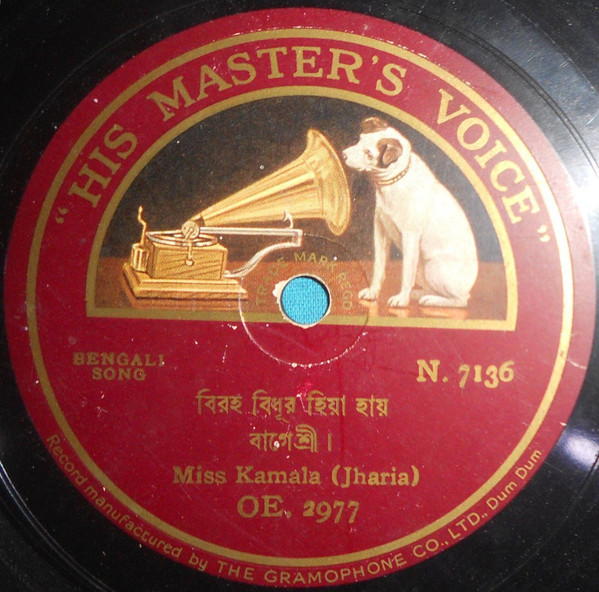 "HIS MASTER'S VOICE"
TRADE MARK RECO
BENGALI
SONG
N. 7136
বিরহ বিধূর হিয়া হায়
বাগেশ্রী।
Miss Kamala (Jharia)
OE. 2977
Record manufactured by THE GRAMOPHONE CO., LTD., Dum Dum